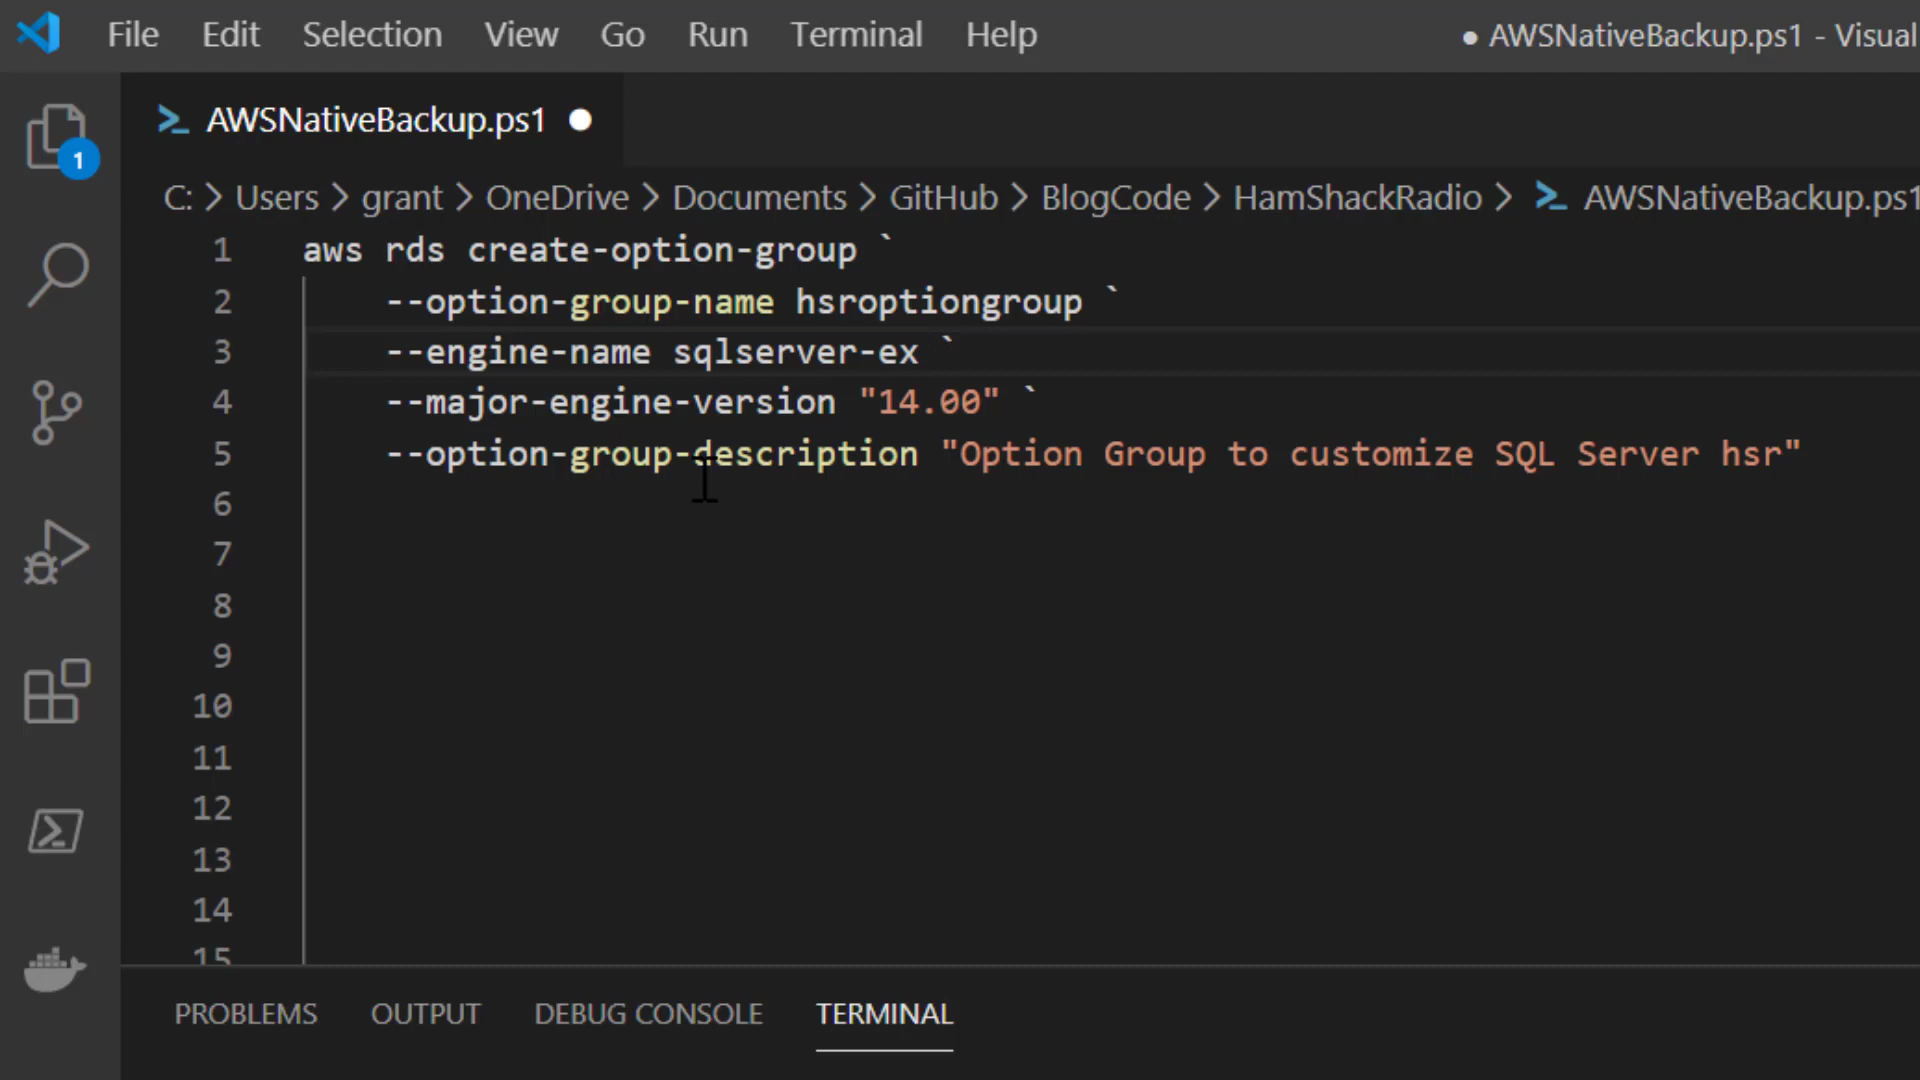 File Edit Selection View Go Run Terminal Help ● AWSNativeBackup.ps1 - Visual
AWSNativeBackup.ps1 ●
1
C: > Users > grant > OneDrive > Documents > GitHub > BlogCode > HamShackRadio > AWSNativeBackup.ps1
1 aws rds create-option-group `
2 --option-group-name hsroptiongroup `
3 --engine-name sqlserver-ex `
4 --major-engine-version "14.00" `
5 --option-group-description "Option Group to customize SQL Server hsr"
6
7
8
9
10
11
12
13
14
15
PROBLEMS OUTPUT DEBUG CONSOLE TERMINAL